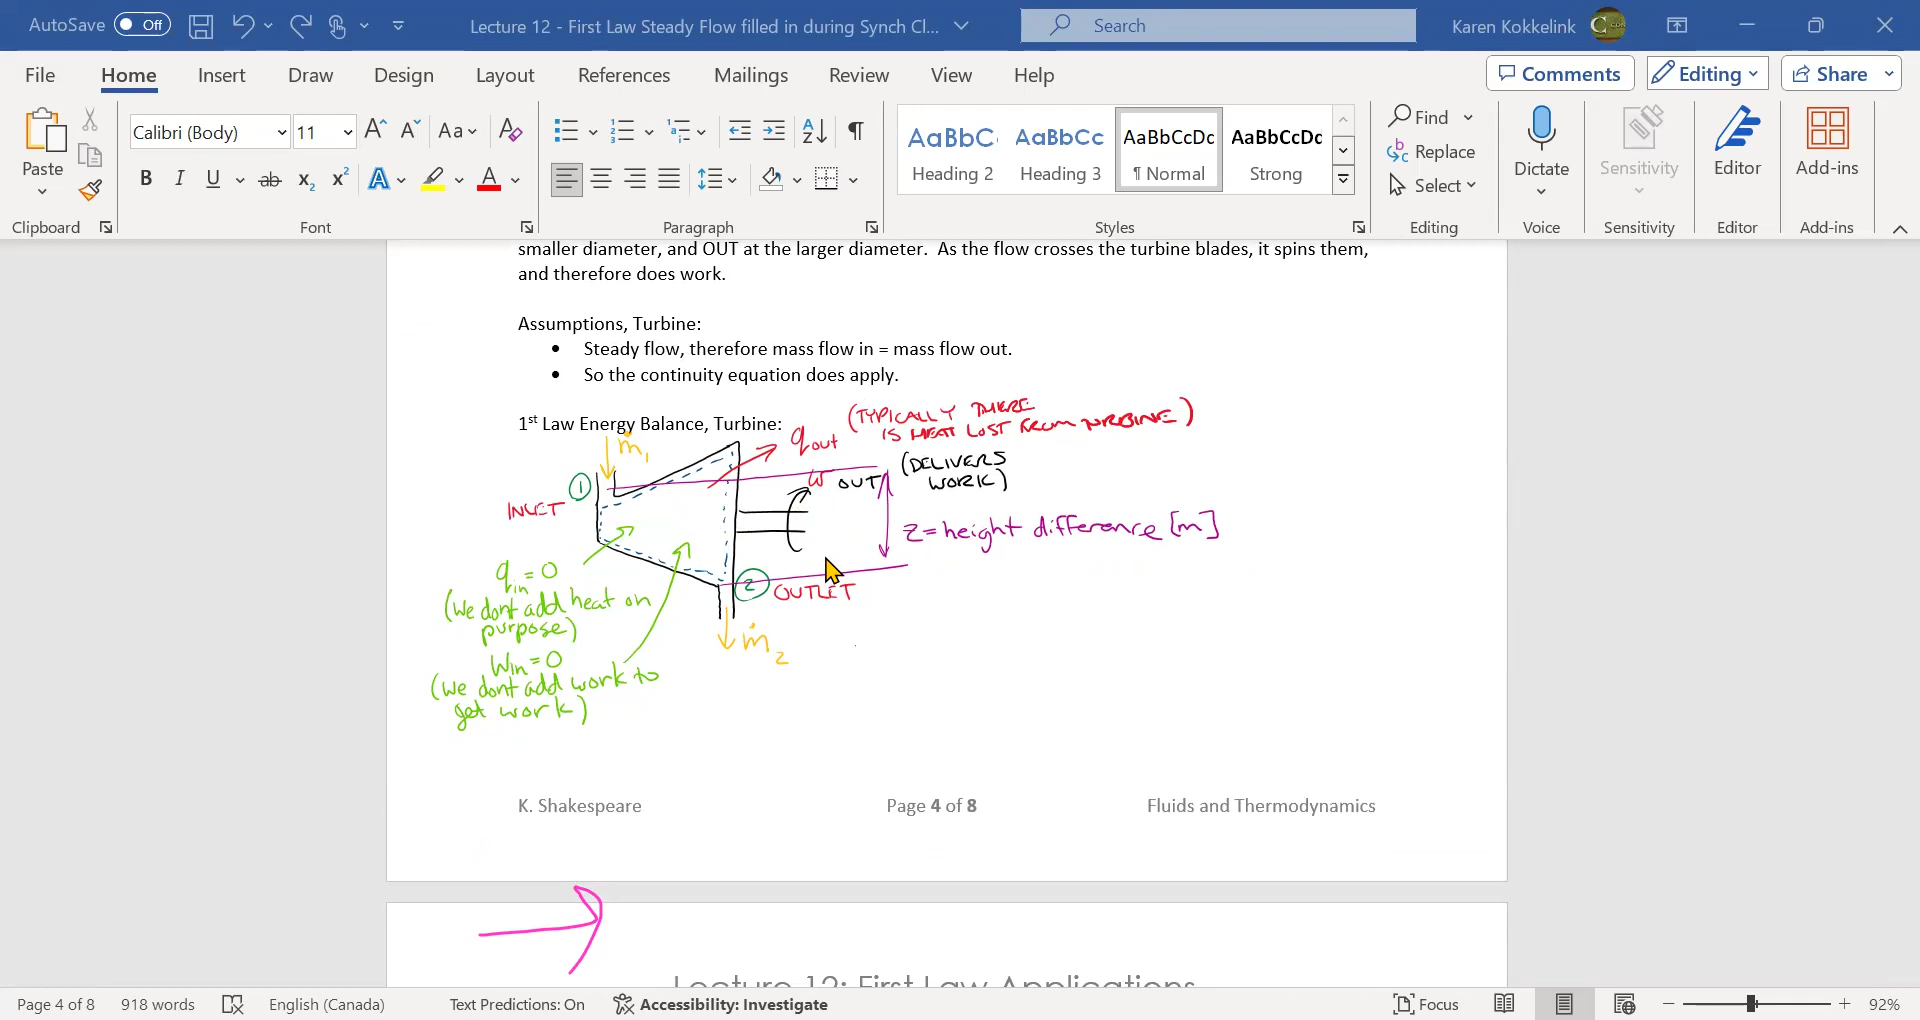 AutoSave Off
Lecture 12 - First Law Steady Flow filled in during Synch Cl...
Search
Karen Kokkelink
File Home Insert Draw Design Layout References Mailings Review View Help
Comments Editing Share
Paste
Calibri (Body) 11
Aa
B I U ab x2 x2 A A
AaBbC AaBbCc AaBbCcDc AaBbCcDc
Heading 2 Heading 3 ¶ Normal Strong
Find
Replace
Select
Dictate
Sensitivity
Editor
Add-ins
Clipboard Font Paragraph Styles Editing Voice Sensitivity Editor Add-ins
smaller diameter, and OUT at the larger diameter. As the flow crosses the turbine blades, it spins them,
and therefore does work.
Assumptions, Turbine:
• Steady flow, therefore mass flow in = mass flow out.
• So the continuity equation does apply.
1st Law Energy Balance, Turbine:
ṁ1
qout
(TYPICALLY THERE
IS HEAT LOST FROM TURBINE)
1
INLET
w OUT
(DELIVERS
WORK)
z = height difference [m]
qin = 0
(we dont add heat on
purpose)
2 OUTLET
ṁ2
Win = 0
(we dont add work to
get work)
K. Shakespeare Page 4 of 8 Fluids and Thermodynamics
Lecture 12: First Law Applications
Page 4 of 8 918 words English (Canada) Text Predictions: On Accessibility: Investigate Focus 92%